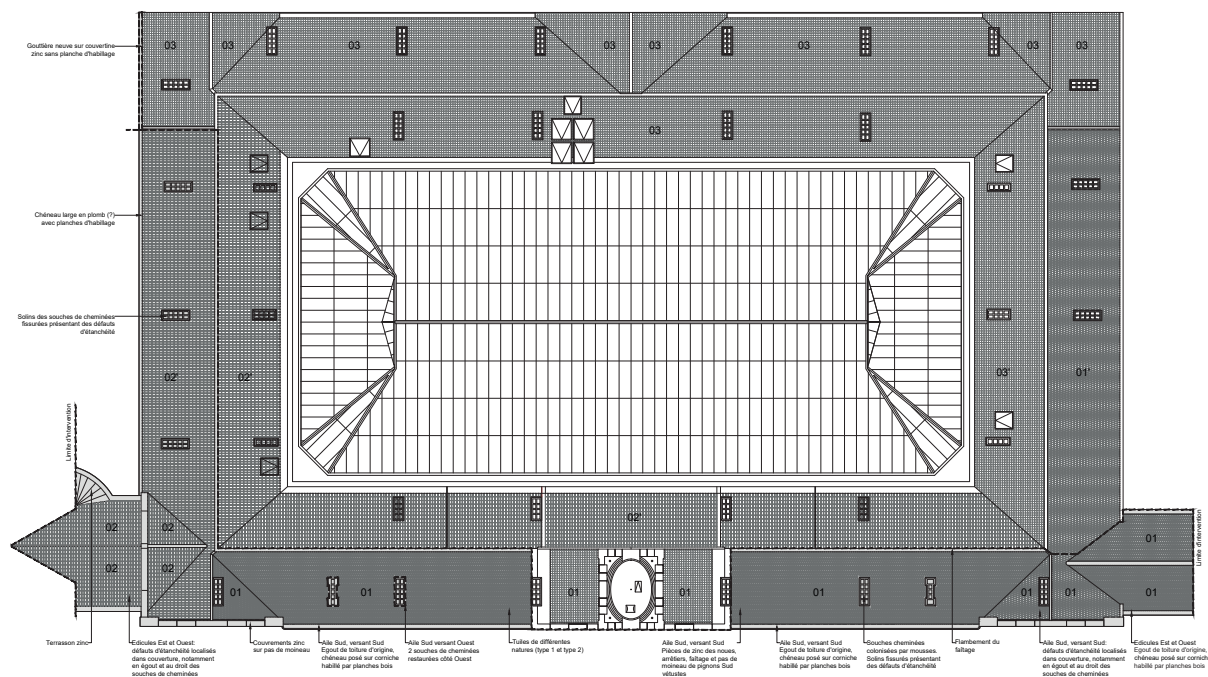 03
03
03
03
03
03
03
Gouttière neuve sur couvertine
zinc sans planche d'habillage
03
Chéneau large en plomb (?)
avec planches d'habillage
Solins des souches de cheminées
fissurées présentant des défauts
d'étanchéité
02'
02'
03'
01'
Limite d'intervention
02
02
02
02
02'
01
01
01
01
01
01
01
01
01
Limite d'intervention
Terrasson zinc
Edicules Est et Ouest:
défauts d'étanchéité localisés
dans couverture, notamment
en égout et au droit des
souches de cheminées
Couvrements zinc
sur pas de moineau
Aile Sud, versant Sud
Egout de toiture d'origine,
chéneau posé sur corniche
habillé par planches bois
Aile Sud versant Ouest
2 souches de cheminées
restaurées côté Ouest
Tuiles de différentes
natures (type 1 et type 2)
Aile Sud, versant Sud
Pièces de zinc des noues,
arrêtiers, faîtage et pas de
moineau de pignons Sud
vétustes
Aile Sud, versant Sud
Egout de toiture d'origine,
chéneau posé sur corniche
habillé par planches bois
Souches cheminées
colonisées par mousses.
Solins fissurés présentant
des défauts d'étanchéité
Flambement du
faîtage
Aile Sud, versant Sud:
défauts d'étanchéité localisés
dans couverture, notamment
en égout et au droit des
souches de cheminées
Edicules Est et Ouest
Egout de toiture d'origine,
chéneau posé sur corniche
habillé par planches bois